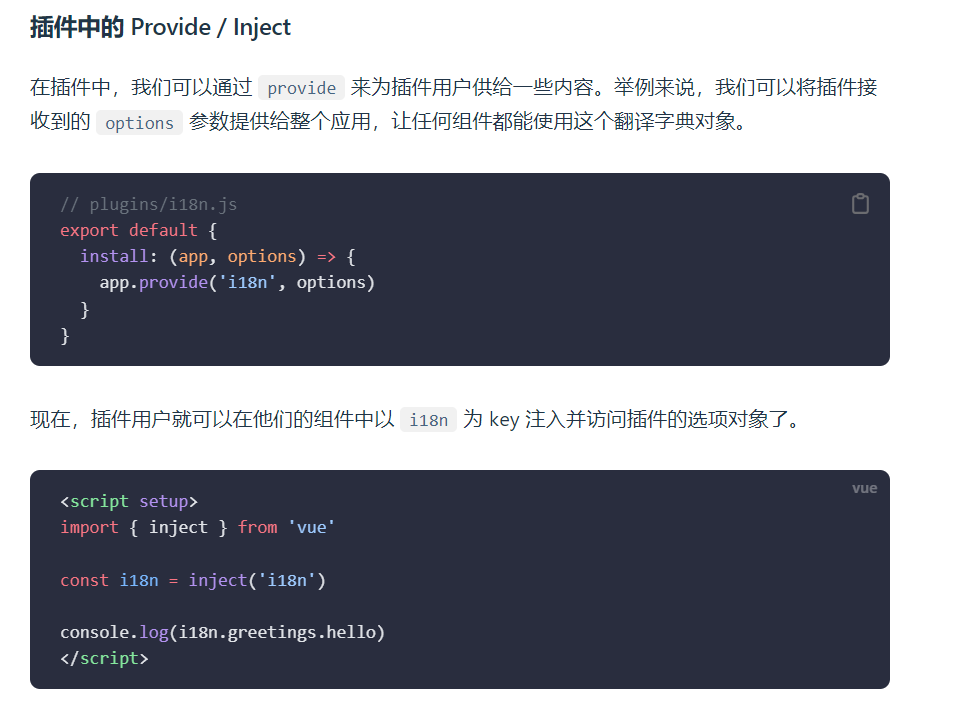 插件中的 Provide / Inject
在插件中，我们可以通过 provide 来为插件用户供给一些内容。举例来说，我们可以将插件接
收到的 options 参数提供给整个应用，让任何组件都能使用这个翻译字典对象。
// plugins/i18n.js
export default {
  install: (app, options) => {
    app.provide('i18n', options)
  }
}
现在，插件用户就可以在他们的组件中以 i18n 为 key 注入并访问插件的选项对象了。
vue
<script setup>
import { inject } from 'vue'

const i18n = inject('i18n')

console.log(i18n.greetings.hello)
</script>